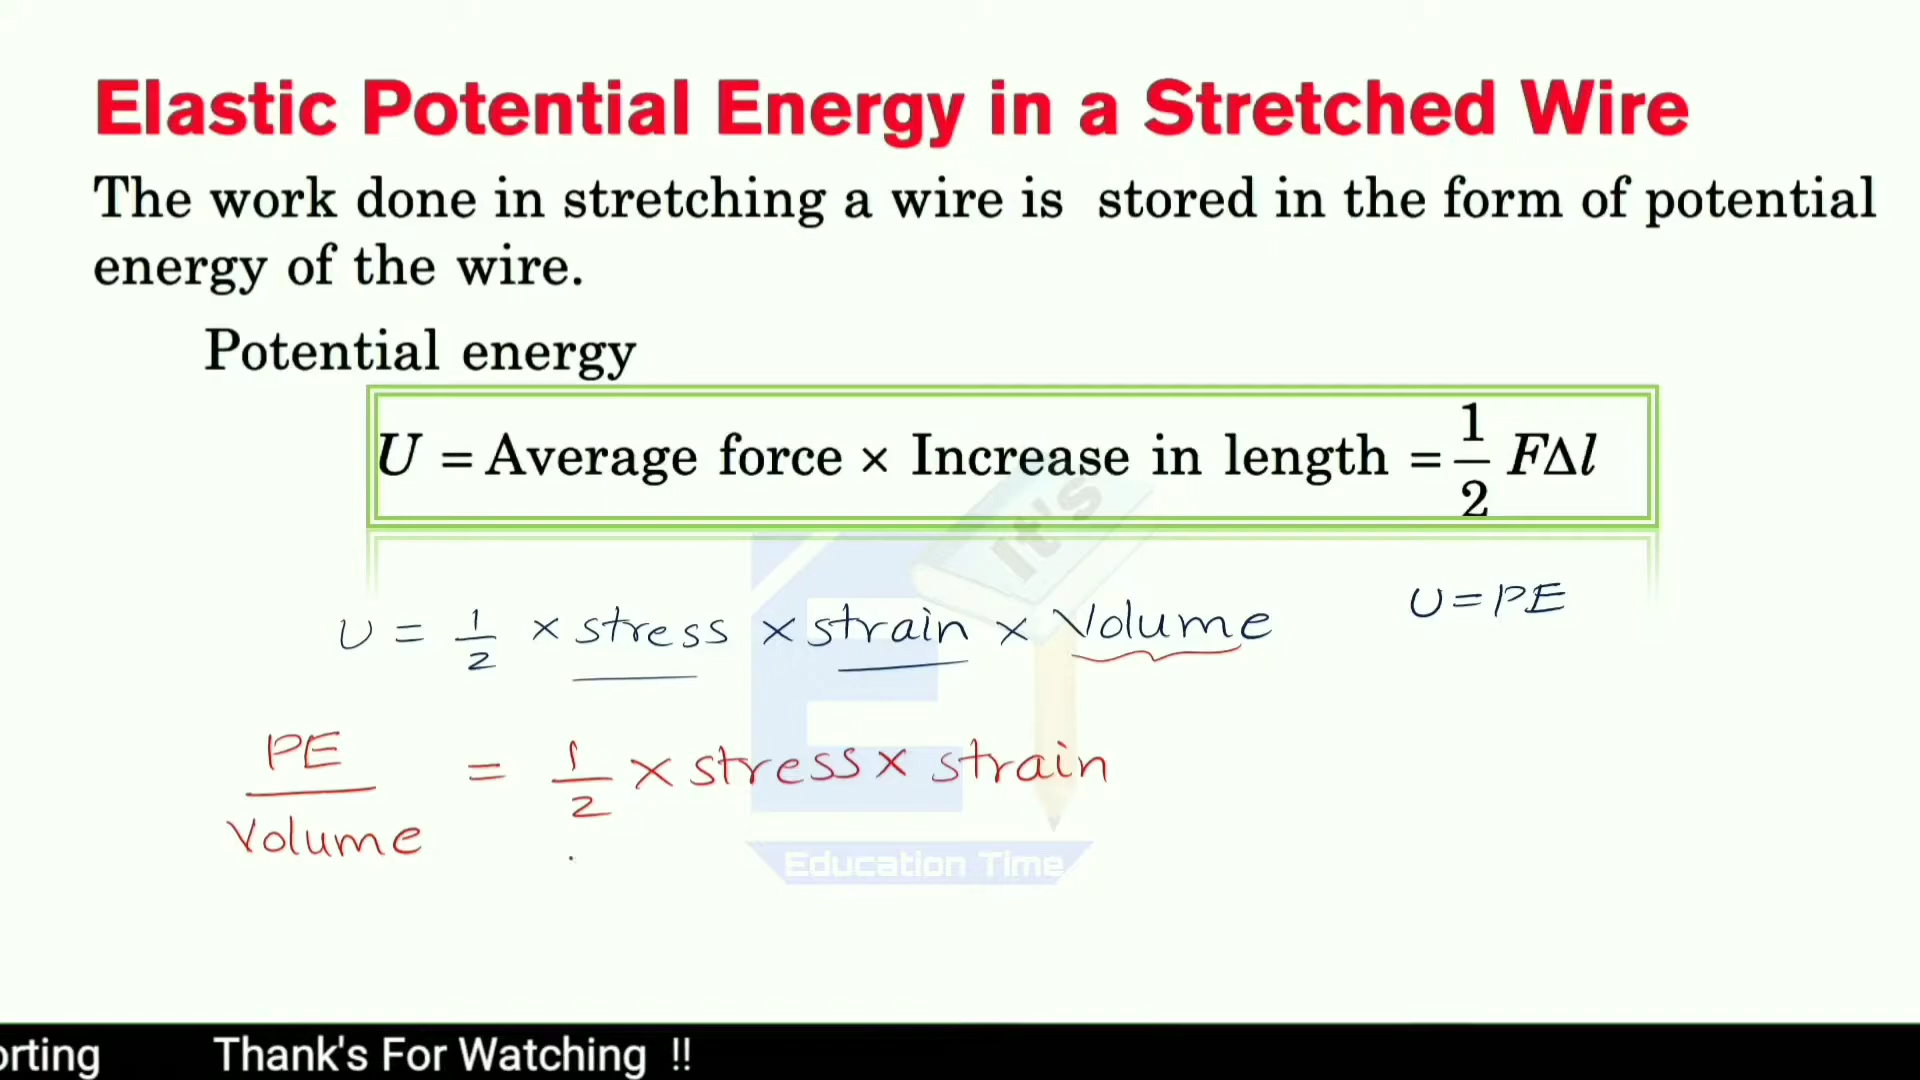 Elastic Potential Energy in a Stretched Wire
The work done in stretching a wire is stored in the form of potential
energy of the wire.
Potential energy
U = Average force × Increase in length = 1/2 FΔl
It's
U = 1/2 × stress × strain × Volume
U = PE
PE/Volume = 1/2 × stress × strain
Education Time
orting Thank's For Watching !!